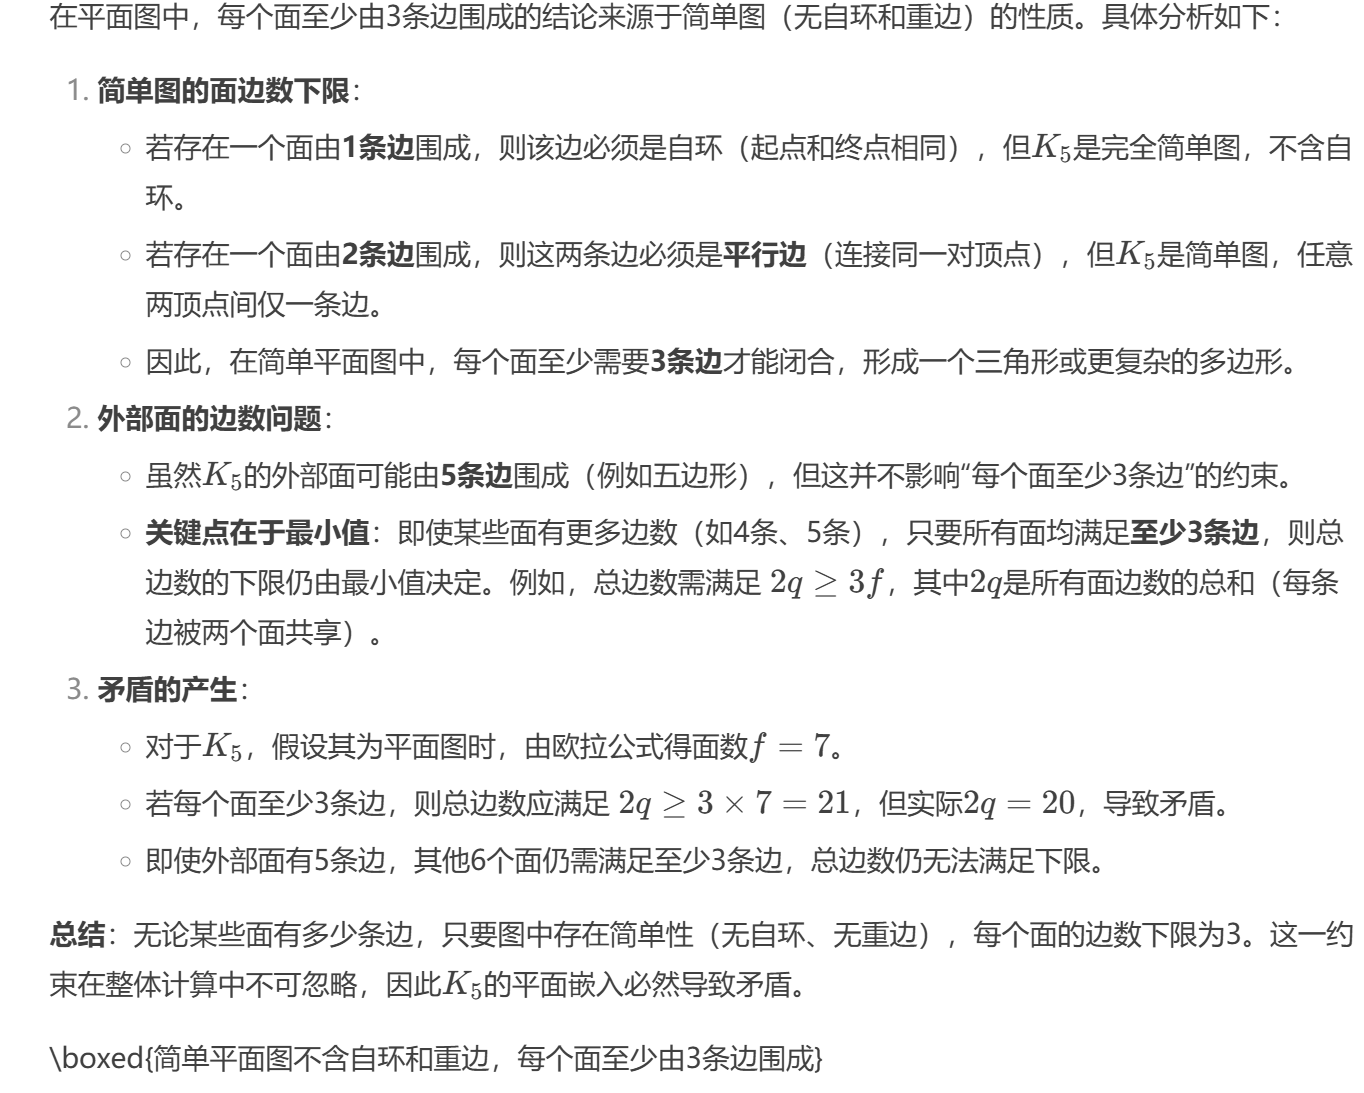 在平面图中，每个面至少由3条边围成的结论来源于简单图（无自环和重边）的性质。具体分析如下：
1. 简单图的面边数下限：
○ 若存在一个面由1条边围成，则该边必须是自环（起点和终点相同），但K₅是完全简单图，不含自
环。
○ 若存在一个面由2条边围成，则这两条边必须是平行边（连接同一对顶点），但K₅是简单图，任意
两顶点间仅一条边。
○ 因此，在简单平面图中，每个面至少需要3条边才能闭合，形成一个三角形或更复杂的多边形。
2. 外部面的边数问题：
○ 虽然K₅的外部面可能由5条边围成（例如五边形），但这并不影响“每个面至少3条边”的约束。
○ 关键点在于最小值：即使某些面有更多边数（如4条、5条），只要所有面均满足至少3条边，则总
边数的下限仍由最小值决定。例如，总边数需满足 2q ≥ 3f，其中2q是所有面边数的总和（每条
边被两个面共享）。
3. 矛盾的产生：
○ 对于K₅，假设其为平面图时，由欧拉公式得面数f = 7。
○ 若每个面至少3条边，则总边数应满足 2q ≥ 3 × 7 = 21，但实际2q = 20，导致矛盾。
○ 即使外部面有5条边，其他6个面仍需满足至少3条边，总边数仍无法满足下限。
总结：无论某些面有多少条边，只要图中存在简单性（无自环、无重边），每个面的边数下限为3。这一约
束在整体计算中不可忽略，因此K₅的平面嵌入必然导致矛盾。
\boxed{简单平面图不含自环和重边，每个面至少由3条边围成}